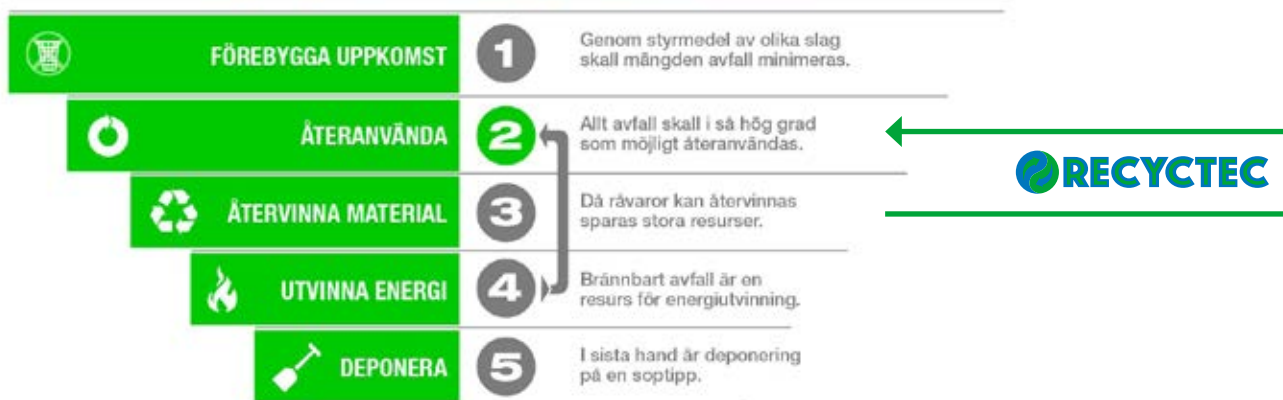 FÖREBYGGA UPPKOMST
1
Genom styrmedel av olika slag
skall mängden avfall minimeras.
ÅTERANVÄNDA
2
Allt avfall skall i så hög grad
som möjligt återanvändas.
RECYCTEC
ÅTERVINNA MATERIAL
3
Då råvaror kan återvinnas
sparas stora resurser.
UTVINNA ENERGI
4
Brännbart avfall är en
resurs för energiutvinning.
DEPONERA
5
I sista hand är deponering
på en soptipp.